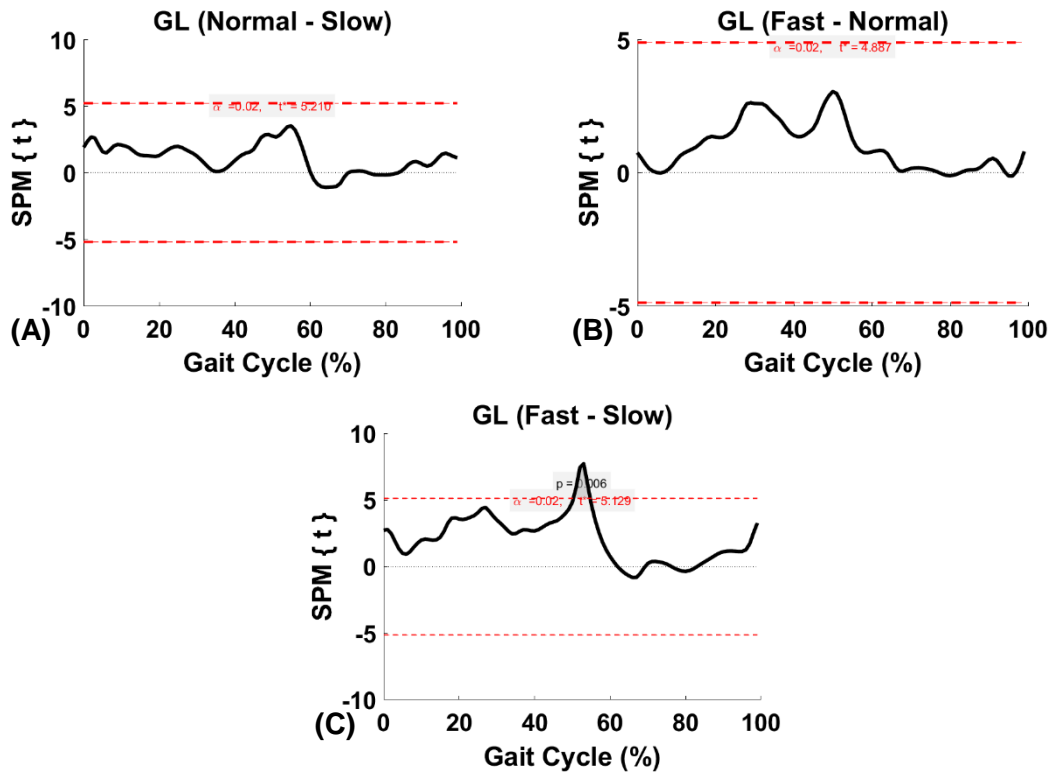 GL (Normal - Slow)
10
5
0
-5
-10
SPM { t }
α =0.02, t* = 5.210
0 20 40 60 80 100
Gait Cycle (%)
(A)
GL (Fast - Normal)
5
0
-5
SPM { t }
α =0.02, t* = 4.887
0 20 40 60 80 100
Gait Cycle (%)
(B)
GL (Fast - Slow)
10
5
0
-5
-10
SPM { t }
p = 0.006
α =0.02, t* = 5.129
0 20 40 60 80 100
Gait Cycle (%)
(C)